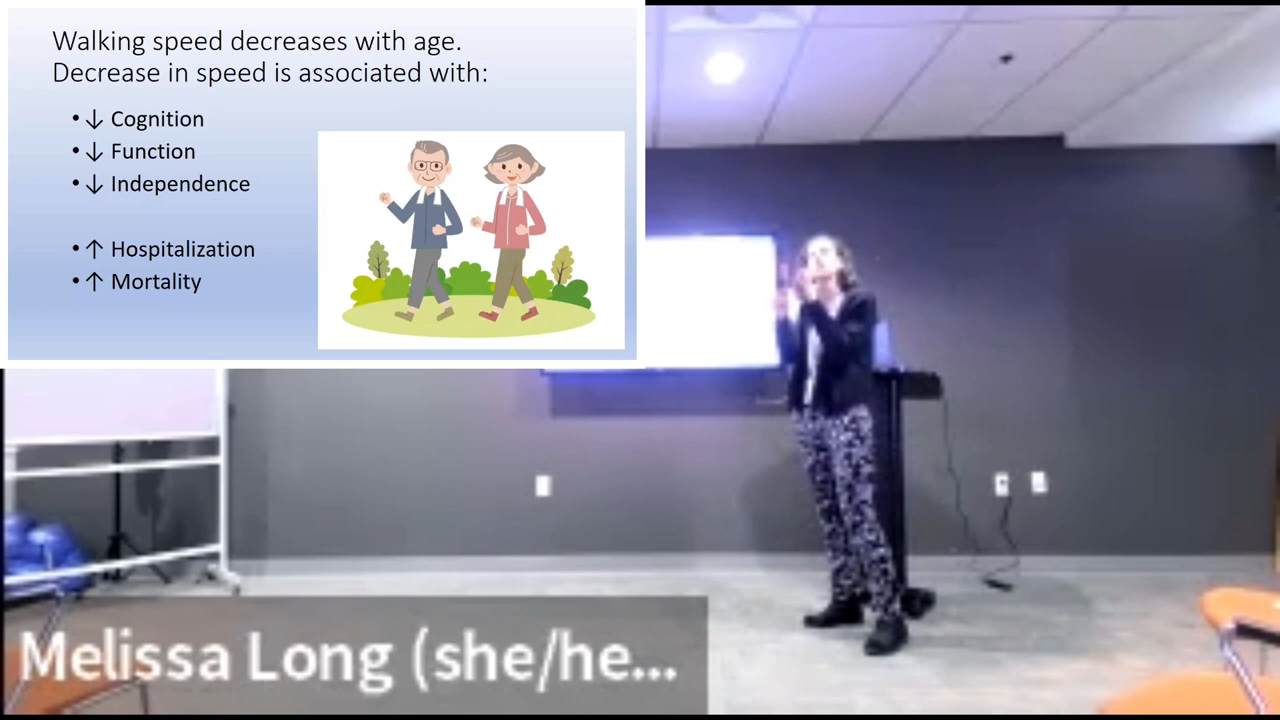 Walking speed decreases with age.
Decrease in speed is associated with:
• ↓ Cognition
• ↓ Function
• ↓ Independence
• ↑ Hospitalization
• ↑ Mortality
Melissa Long (she/he...